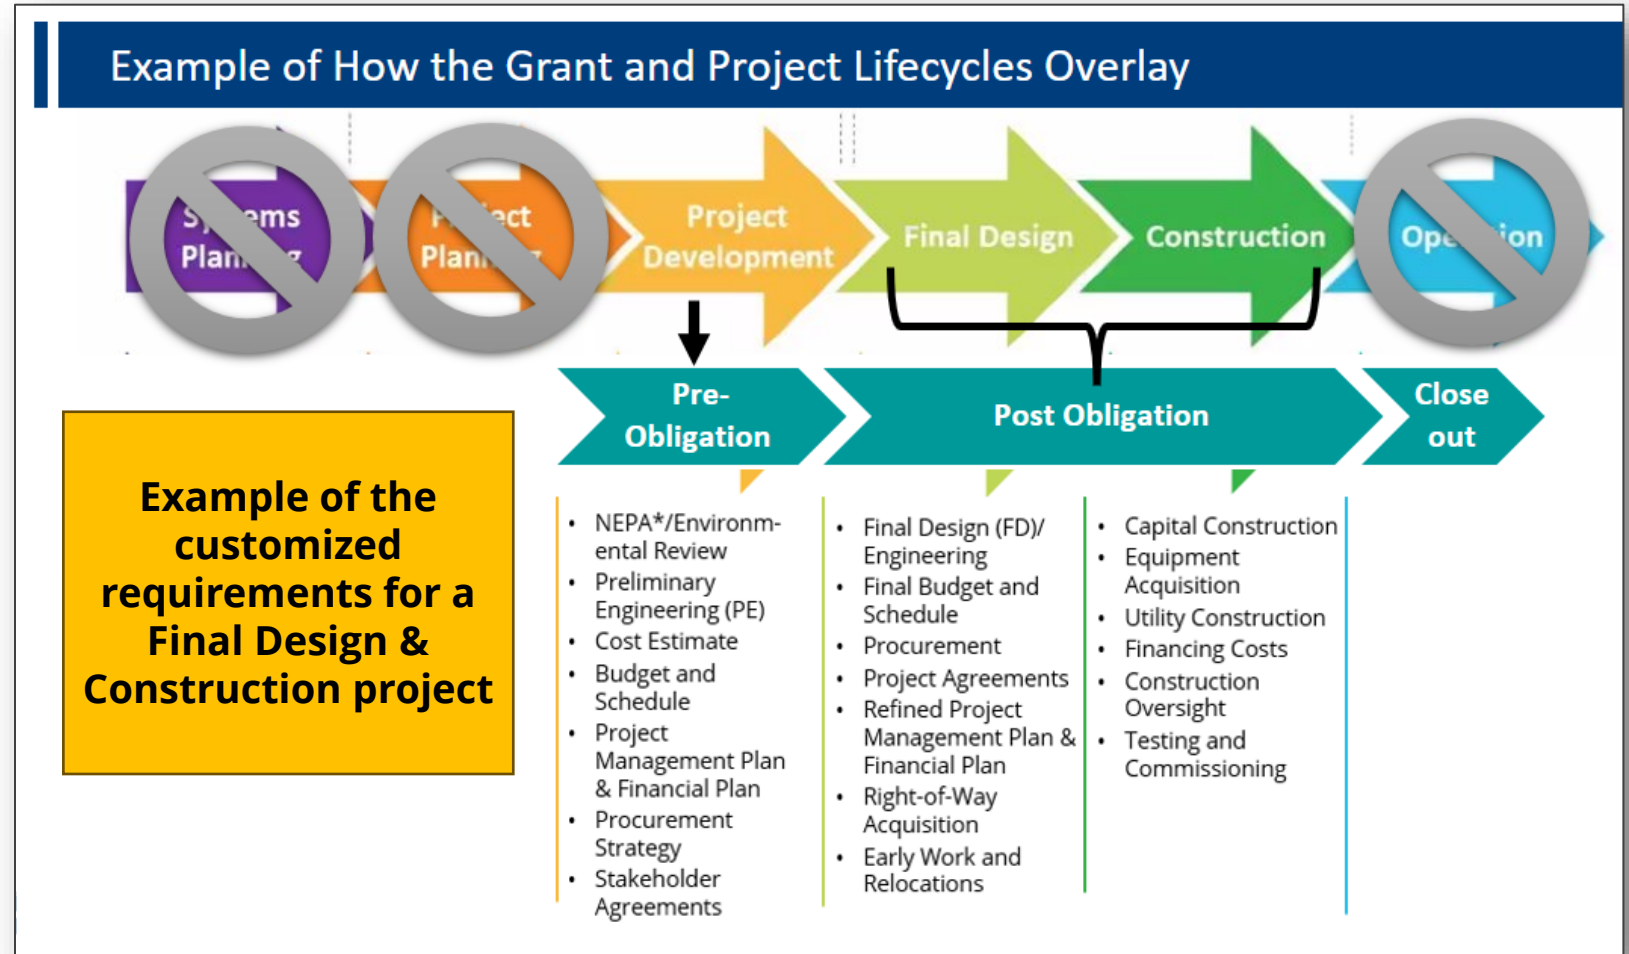 Example of How the Grant and Project Lifecycles Overlay
Planning
Project
Planning
Project
Development
Final Design
Construction
Operation
Pre-
Obligation
Post Obligation
Close
out
Example of the
customized
requirements for a
Final Design &
Construction project
• NEPA*/Environm-
ental Review
• Preliminary
Engineering (PE)
• Cost Estimate
• Budget and
Schedule
• Project
Management Plan
& Financial Plan
• Procurement
Strategy
• Stakeholder
Agreements
• Final Design (FD)/
Engineering
• Final Budget and
Schedule
• Procurement
• Project Agreements
• Refined Project
Management Plan &
Financial Plan
• Right-of-Way
Acquisition
• Early Work and
Relocations
• Capital Construction
• Equipment
Acquisition
• Utility Construction
• Financing Costs
• Construction
Oversight
• Testing and
Commissioning